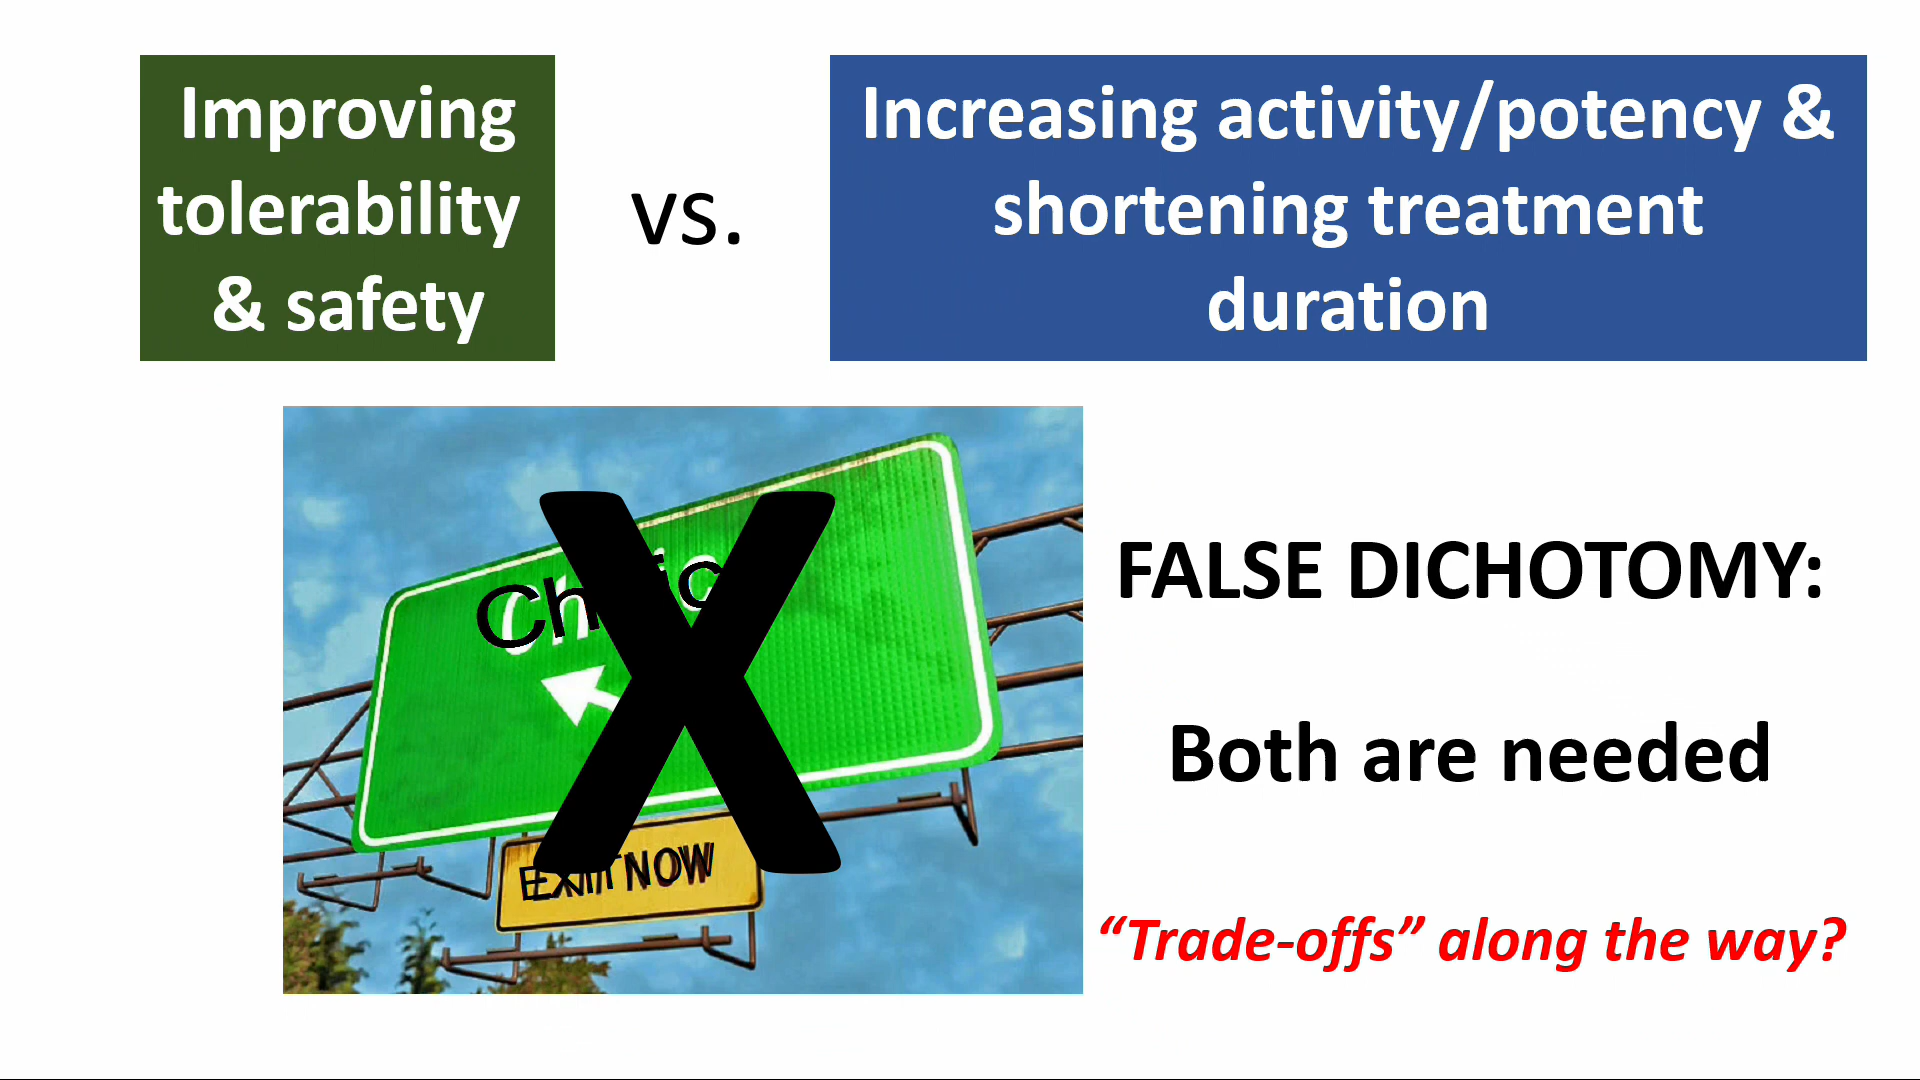 Improving
tolerability
& safety
vs.
Increasing activity/potency &
shortening treatment
duration
EXIT NOW
FALSE DICHOTOMY:
Both are needed
“Trade-offs” along the way?
X